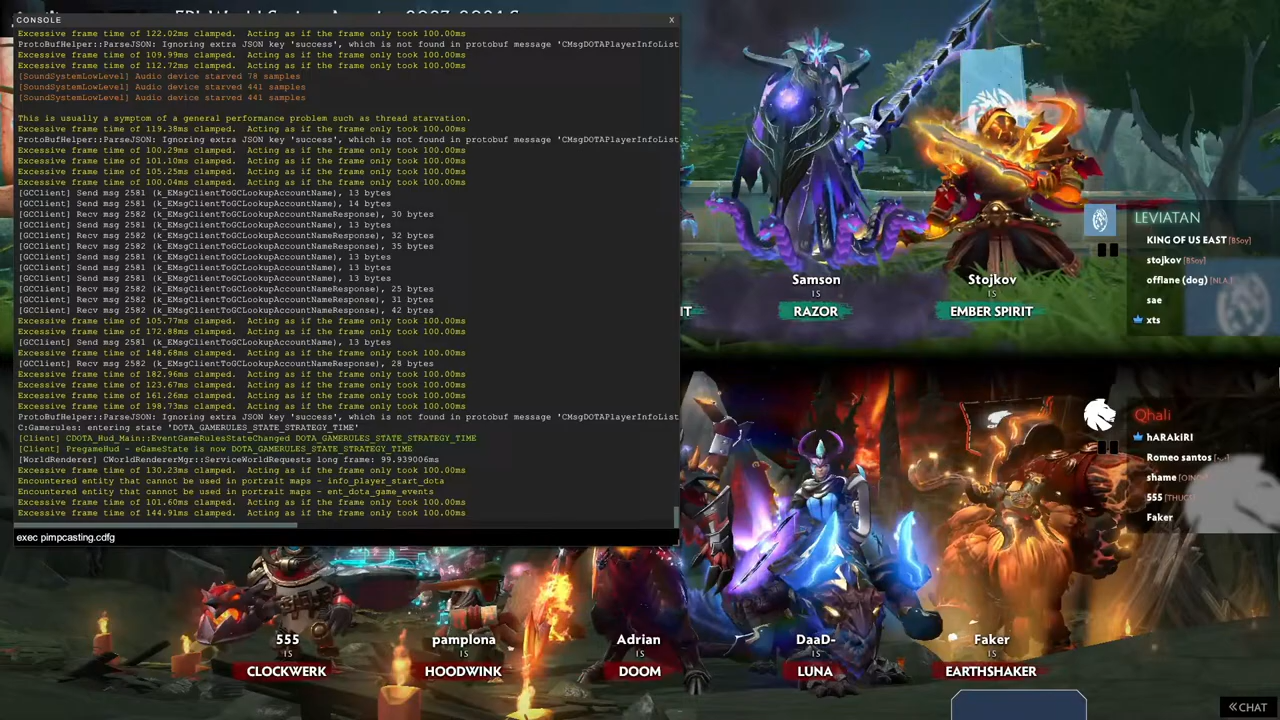 CONSOLE
X
Excessive frame time of 122.02ms clamped.  Acting as if the frame only took 100.00ms
ProtoBufHelper::ParseJSON: Ignoring extra JSON key 'success', which is not found in protobuf message 'CMsgDOTAPlayerInfoList
Excessive frame time of 109.99ms clamped.  Acting as if the frame only took 100.00ms
Excessive frame time of 112.72ms clamped.  Acting as if the frame only took 100.00ms
[SoundSystemLowLevel] Audio device starved 78 samples
[SoundSystemLowLevel] Audio device starved 441 samples
[SoundSystemLowLevel] Audio device starved 441 samples
This is usually a symptom of a general performance problem such as thread starvation.
Excessive frame time of 119.38ms clamped.  Acting as if the frame only took 100.00ms
ProtoBufHelper::ParseJSON: Ignoring extra JSON key 'success', which is not found in protobuf message 'CMsgDOTAPlayerInfoList
Excessive frame time of 100.29ms clamped.  Acting as if the frame only took 100.00ms
Excessive frame time of 101.10ms clamped.  Acting as if the frame only took 100.00ms
Excessive frame time of 105.25ms clamped.  Acting as if the frame only took 100.00ms
Excessive frame time of 100.04ms clamped.  Acting as if the frame only took 100.00ms
[GCClient] Send msg 2581 (k_EMsgClientToGCLookupAccountName), 13 bytes
[GCClient] Send msg 2581 (k_EMsgClientToGCLookupAccountName), 14 bytes
[GCClient] Recv msg 2582 (k_EMsgClientToGCLookupAccountNameResponse), 30 bytes
[GCClient] Send msg 2581 (k_EMsgClientToGCLookupAccountName), 13 bytes
[GCClient] Recv msg 2582 (k_EMsgClientToGCLookupAccountNameResponse), 32 bytes
[GCClient] Recv msg 2582 (k_EMsgClientToGCLookupAccountNameResponse), 35 bytes
[GCClient] Send msg 2581 (k_EMsgClientToGCLookupAccountName), 13 bytes
[GCClient] Send msg 2581 (k_EMsgClientToGCLookupAccountName), 13 bytes
[GCClient] Send msg 2581 (k_EMsgClientToGCLookupAccountName), 13 bytes
[GCClient] Recv msg 2582 (k_EMsgClientToGCLookupAccountNameResponse), 25 bytes
[GCClient] Recv msg 2582 (k_EMsgClientToGCLookupAccountNameResponse), 31 bytes
[GCClient] Recv msg 2582 (k_EMsgClientToGCLookupAccountNameResponse), 42 bytes
Excessive frame time of 105.77ms clamped.  Acting as if the frame only took 100.00ms
Excessive frame time of 172.88ms clamped.  Acting as if the frame only took 100.00ms
[GCClient] Send msg 2581 (k_EMsgClientToGCLookupAccountName), 13 bytes
Excessive frame time of 148.68ms clamped.  Acting as if the frame only took 100.00ms
[GCClient] Recv msg 2582 (k_EMsgClientToGCLookupAccountNameResponse), 28 bytes
Excessive frame time of 182.96ms clamped.  Acting as if the frame only took 100.00ms
Excessive frame time of 123.67ms clamped.  Acting as if the frame only took 100.00ms
Excessive frame time of 161.26ms clamped.  Acting as if the frame only took 100.00ms
Excessive frame time of 198.73ms clamped.  Acting as if the frame only took 100.00ms
ProtoBufHelper::ParseJSON: Ignoring extra JSON key 'success', which is not found in protobuf message 'CMsgDOTAPlayerInfoList
C:Gamerules: entering state 'DOTA_GAMERULES_STATE_STRATEGY_TIME'
[Client] CDOTA_Hud_Main::EventGameRulesStateChanged DOTA_GAMERULES_STATE_STRATEGY_TIME
[Client] PregameHud - eGameState is now DOTA_GAMERULES_STATE_STRATEGY_TIME
[WorldRenderer] CWorldRendererMgr::ServiceWorldRequests long frame: 99.939006ms
Excessive frame time of 130.23ms clamped.  Acting as if the frame only took 100.00ms
Encountered entity that cannot be used in portrait maps - info_player_start_dota
Encountered entity that cannot be used in portrait maps - ent_dota_game_events
Excessive frame time of 101.60ms clamped.  Acting as if the frame only took 100.00ms
Excessive frame time of 144.91ms clamped.  Acting as if the frame only took 100.00ms
exec pimpcasting.cdfg
Samson
IS
RAZOR
Stojkov
IS
EMBER SPIRIT
LEVIATAN
KING OF US EAST [BSoy]
stojkov [BSoy]
offlane (dog) [NLA.]
sae
xts
Qhali
hARAkiRI
Romeo santos
shame
555 [THUG]
Faker
555
IS
CLOCKWERK
pamplona
IS
HOODWINK
Adrian
IS
DOOM
DaaD-
IS
LUNA
Faker
IS
EARTHSHAKER
CHAT